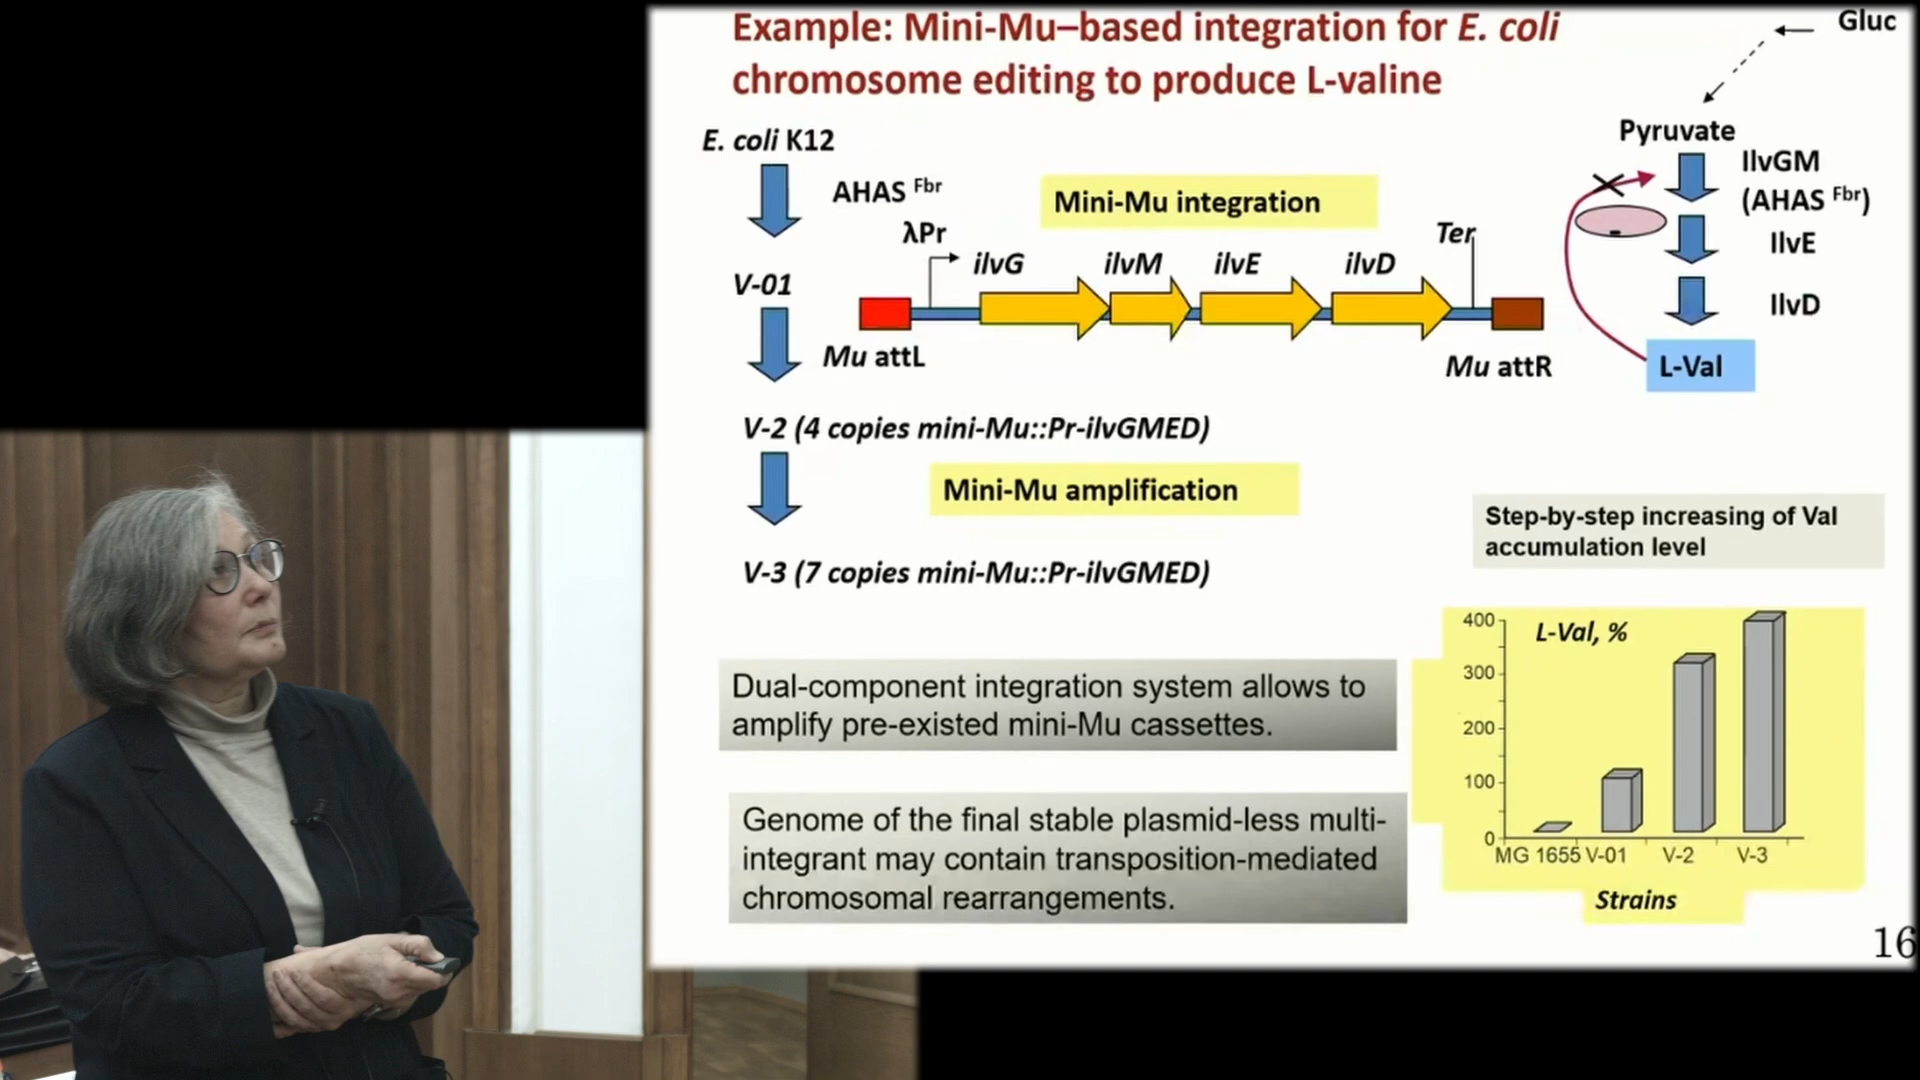 Example: Mini-Mu–based integration for E. coli
chromosome editing to produce L-valine
Gluc
Pyruvate
IlvGM
(AHAS Fbr)
IlvE
IlvD
L-Val
-
E. coli K12
AHAS Fbr
Mini-Mu integration
λPr
Ter
ilvG ilvM ilvE ilvD
V-01
Mu attL
Mu attR
V-2 (4 copies mini-Mu::Pr-ilvGMED)
Mini-Mu amplification
V-3 (7 copies mini-Mu::Pr-ilvGMED)
Dual-component integration system allows to
amplify pre-existed mini-Mu cassettes.
Genome of the final stable plasmid-less multi-
integrant may contain transposition-mediated
chromosomal rearrangements.
Step-by-step increasing of Val
accumulation level
L-Val, %
400
300
200
100
0
MG 1655 V-01 V-2 V-3
Strains
16